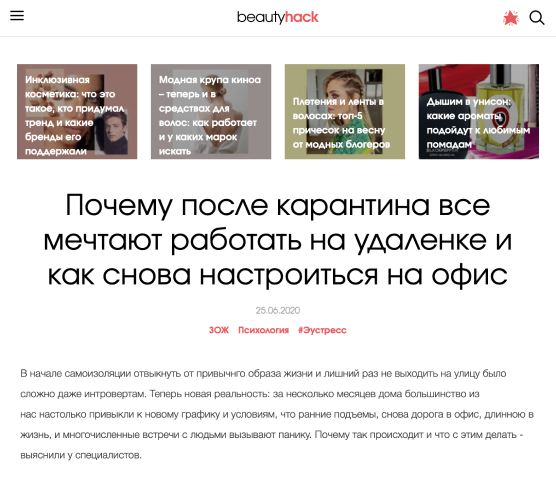 beautyhack
Инклюзивная
косметика: что это
такое, кто придумал
тренд и какие
бренды его
поддержали
Модная крупа киноа
– теперь и в
средствах для
волос: как работает
и у каких марок
искать
Плетения и ленты в
волосах: топ-5
причесок на весну
от модных блогеров
Дышим в унисон:
какие ароматы
подойдут к любимым
помадам
Почему после карантина все
мечтают работать на удаленке и
как снова настроиться на офис
25.06.2020
ЗОЖ Психология #Эустресс
В начале самоизоляции отвыкнуть от привычнго образа жизни и лишний раз не выходить на улицу было
сложно даже интровертам. Теперь новая реальность: за несколько месяцев дома большинство из
нас настолько привыкли к новому графику и условиям, что ранние подъемы, снова дорога в офис, длинною в
жизнь, и многочисленные встречи с людьми вызывают панику. Почему так происходит и что с этим делать -
выяснили у специалистов.